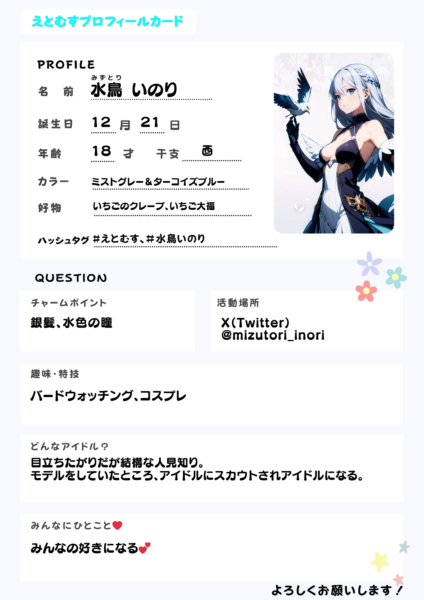 えとむすプロフィールカード
PROFILE
みずとり
名 前 水鳥 いのり
誕生日 12 月 21 日
年齢 18 才 干支 酉
カラー ミストグレー&ターコイズブルー
好物 いちごのクレープ、いちご大福
ハッシュタグ #えとむす、#水鳥いのり
QUESTION
チャームポイント
銀髪、水色の瞳
活動場所
X(Twitter)
@mizutori_inori
趣味・特技
バードウォッチング、コスプレ
どんなアイドル?
目立ちたがりだが結構な人見知り。
モデルをしていたところ、アイドルにスカウトされアイドルになる。
みんなにひとこと❤
みんなの好きになる💕
よろしくお願いします!